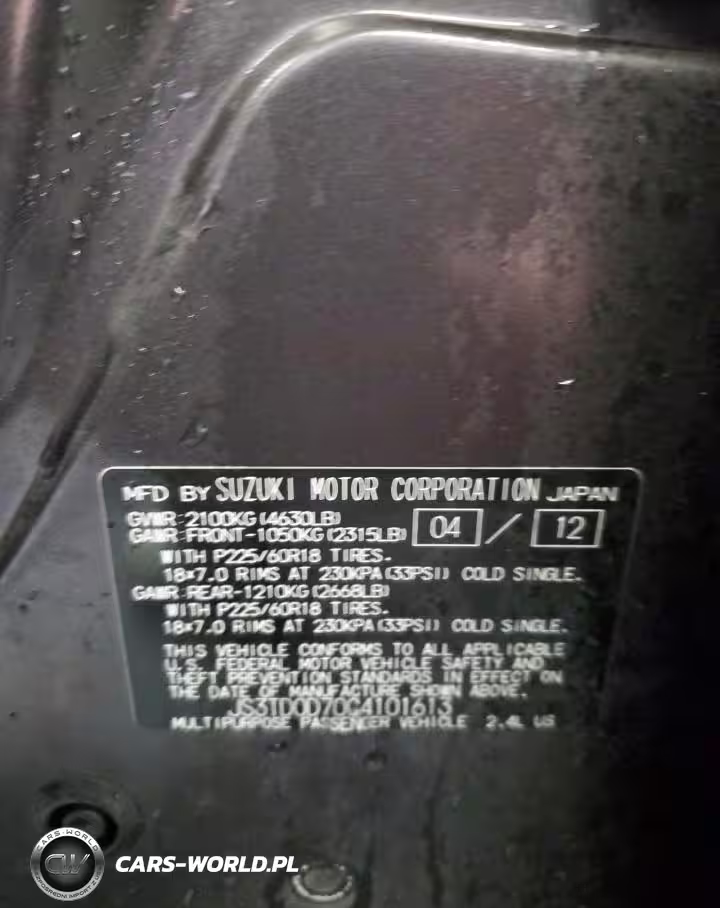 MFD BY SUZUKI MOTOR CORPORATION JAPAN
GVWR:2100KG(4630LB)
GAWR:FRONT-1050KG(2315LB) 04 / 12
WITH P225/60R18 TIRES.
18×7.0 RIMS AT 230KPA(33PSI) COLD SINGLE.
GAWR:REAR-1210KG(2668LB)
WITH P225/60R18 TIRES.
18×7.0 RIMS AT 230KPA(33PSI) COLD SINGLE.
THIS VEHICLE CONFORMS TO ALL APPLICABLE
U.S. FEDERAL MOTOR VEHICLE SAFETY AND
THEFT PREVENTION STANDARDS IN EFFECT ON
THE DATE OF MANUFACTURE SHOWN ABOVE.
JS3TD0D70C4101613
MULTIPURPOSE PASSENGER VEHICLE 2.4L US
CARS-WORLD
CW
CARS-WORLD.PL